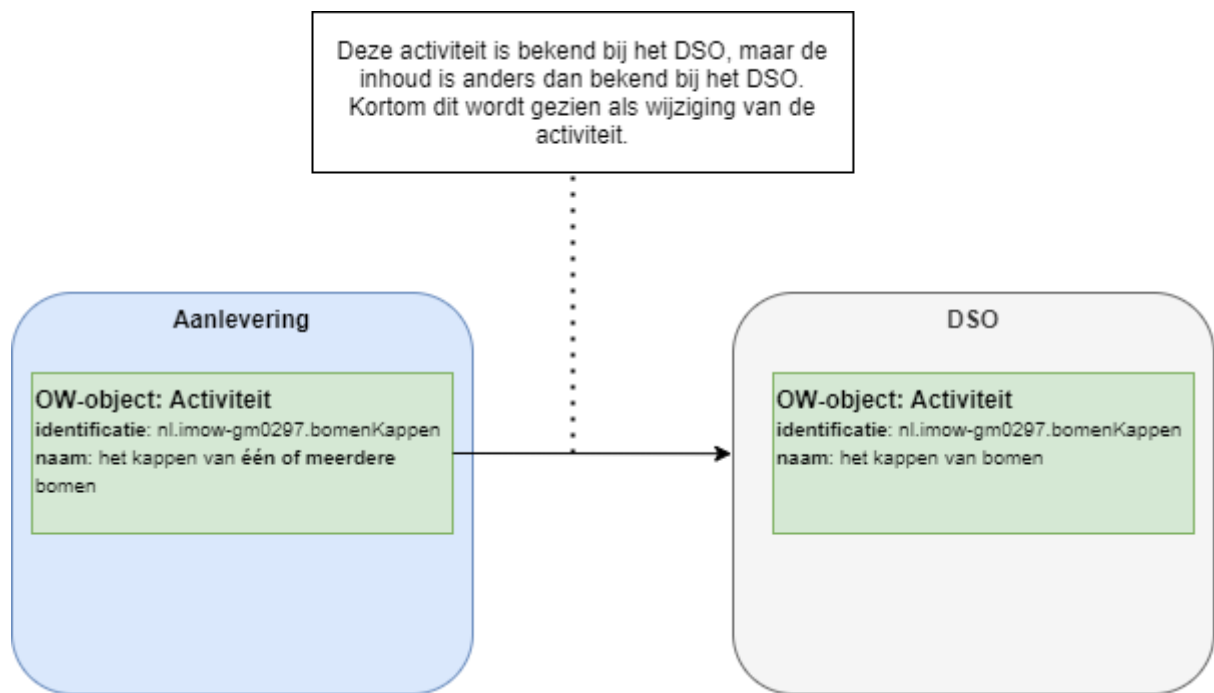 Deze activiteit is bekend bij het DSO, maar de
inhoud is anders dan bekend bij het DSO.
Kortom dit wordt gezien als wijziging van de
activiteit.
Aanlevering
OW-object: Activiteit
identificatie: nl.imow-gm0297.bomenKappen
naam: het kappen van één of meerdere
bomen
DSO
OW-object: Activiteit
identificatie: nl.imow-gm0297.bomenKappen
naam: het kappen van bomen